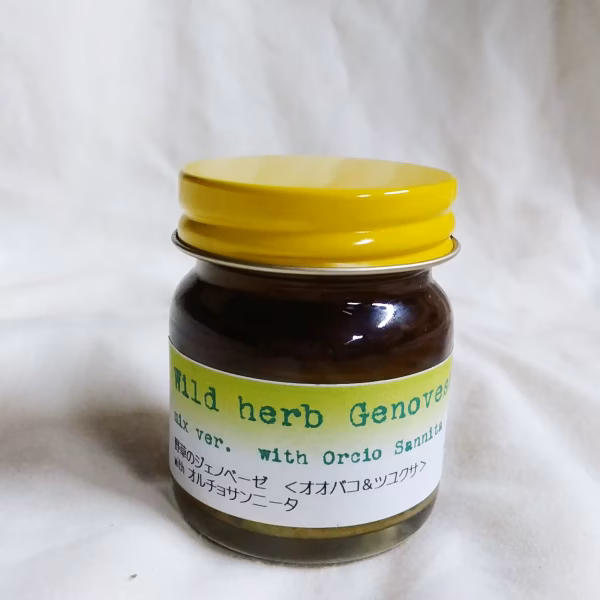 Wild herb Genovese
mix ver. with Orcio Sannita
野草のジェノベーゼ <オオバコ&ツユクサ>
with オルチョサンニータ